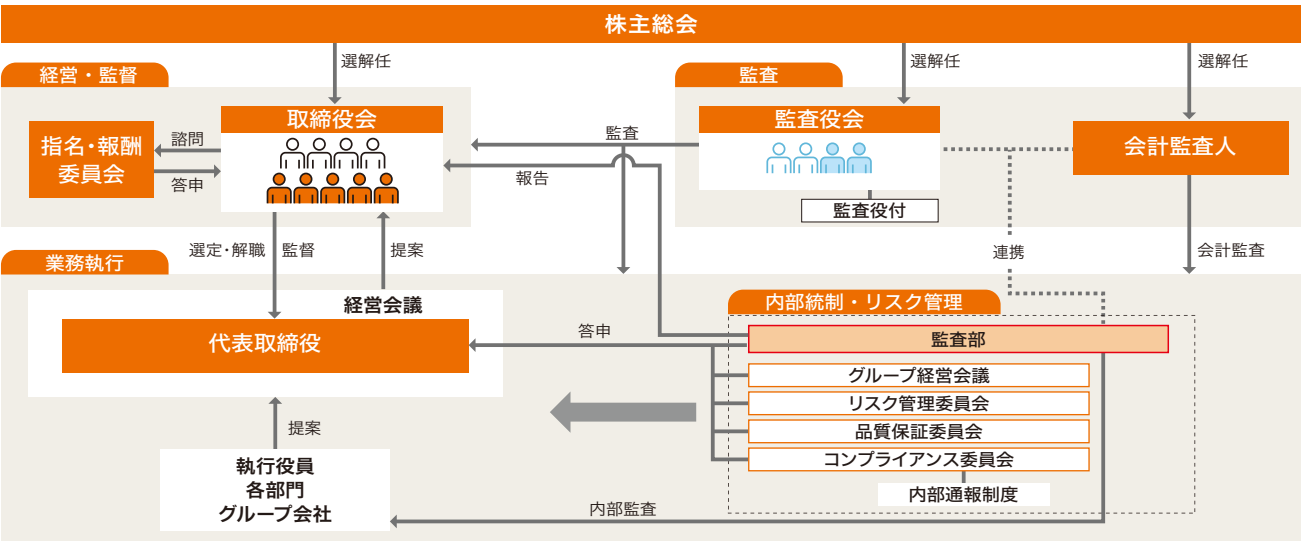 株主総会
選解任
選解任
選解任
経営・監督
監査
取締役会
監査役会
会計監査人
指名・報酬
委員会
諮問
答申
監査
報告
監査役付
選定・解職
監督
提案
連携
会計監査
業務執行
経営会議
代表取締役
答申
内部統制・リスク管理
監査部
グループ経営会議
リスク管理委員会
品質保証委員会
コンプライアンス委員会
内部通報制度
提案
執行役員
各部門
グループ会社
内部監査